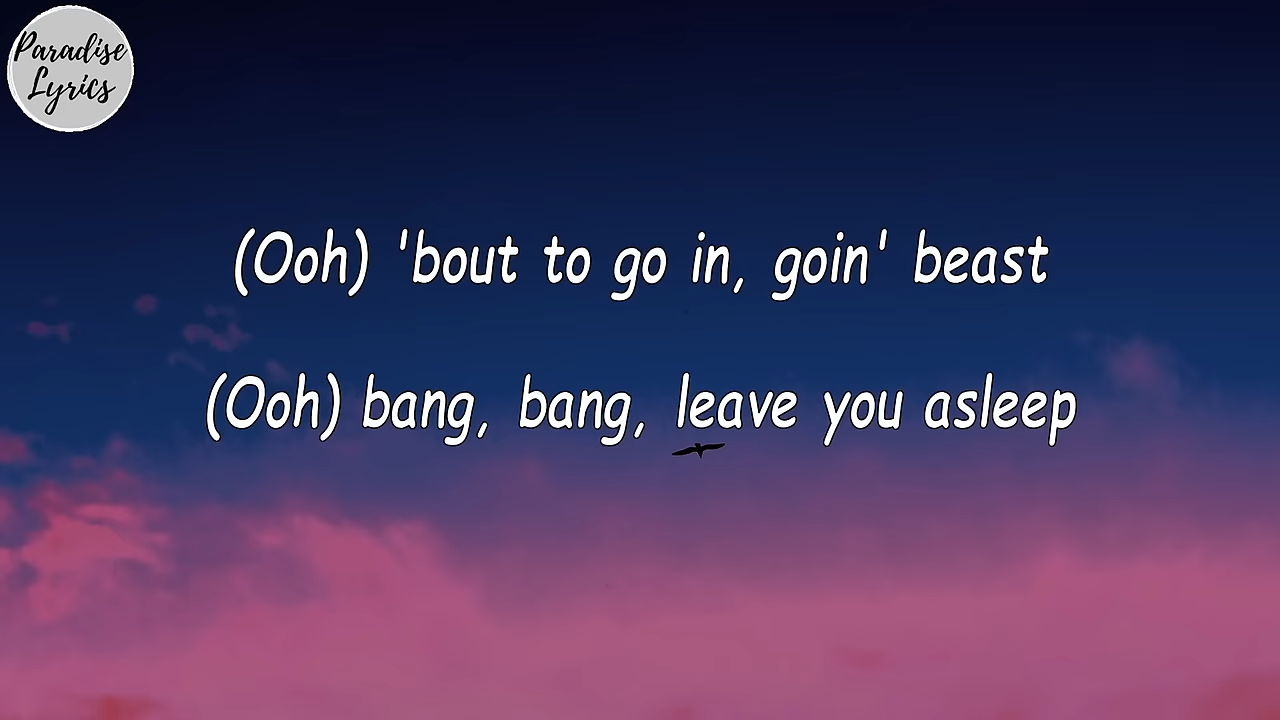 Paradise
Lyrics
(Ooh) 'bout to go in, goin' beast
(Ooh) bang, bang, leave you asleep